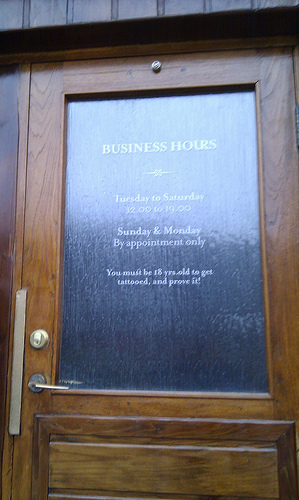 BUSINESS HOURS
Tuesday to Saturday
12.00 to 19.00
Sunday & Monday
By appointment only
You must be 18 yrs.old to get
tattooed, and prove it!